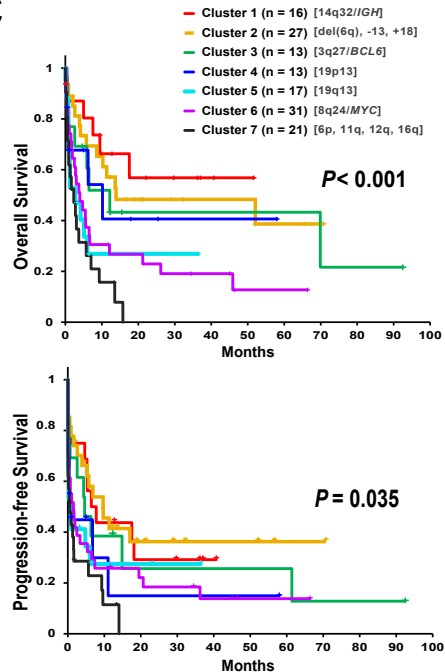 Cluster 1 (n = 16) [14q32/IGH]
Cluster 2 (n = 27) [del(6q), -13, +18]
Cluster 3 (n = 13) [3q27/BCL6]
Cluster 4 (n = 13) [19p13]
Cluster 5 (n = 17) [19q13]
Cluster 6 (n = 31) [8q24/MYC]
Cluster 7 (n = 21) [6p, 11q, 12q, 16q]
Overall Survival
1
0.8
0.6
0.4
0.2
0
P< 0.001
0 10 20 30 40 50 60 70 80 90 100
Months
Progression-free Survival
1
0.8
0.6
0.4
0.2
0
P = 0.035
0 10 20 30 40 50 60 70 80 90 100
Months